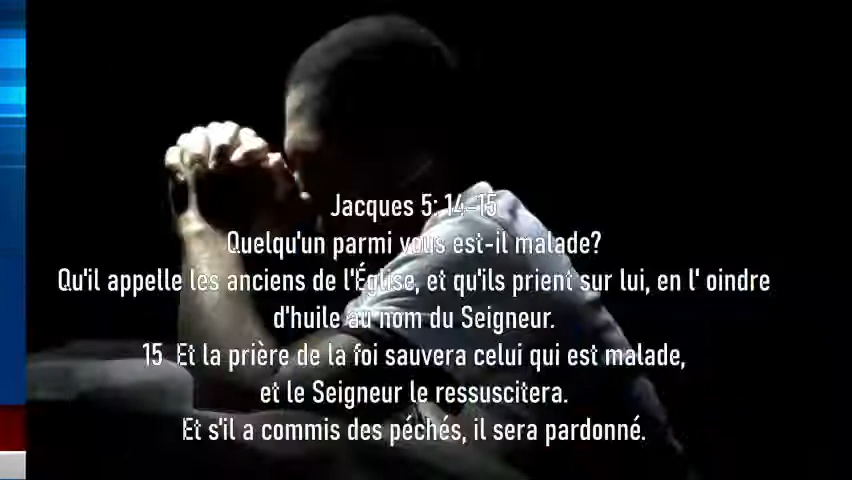 Jacques 5: 14-15
Quelqu'un parmi vous est-il malade?
Qu'il appelle les anciens de l'Église, et qu'ils prient sur lui, en l' oindre
d'huile au nom du Seigneur.
15 Et la prière de la foi sauvera celui qui est malade,
et le Seigneur le ressuscitera.
Et s'il a commis des péchés, il sera pardonné.